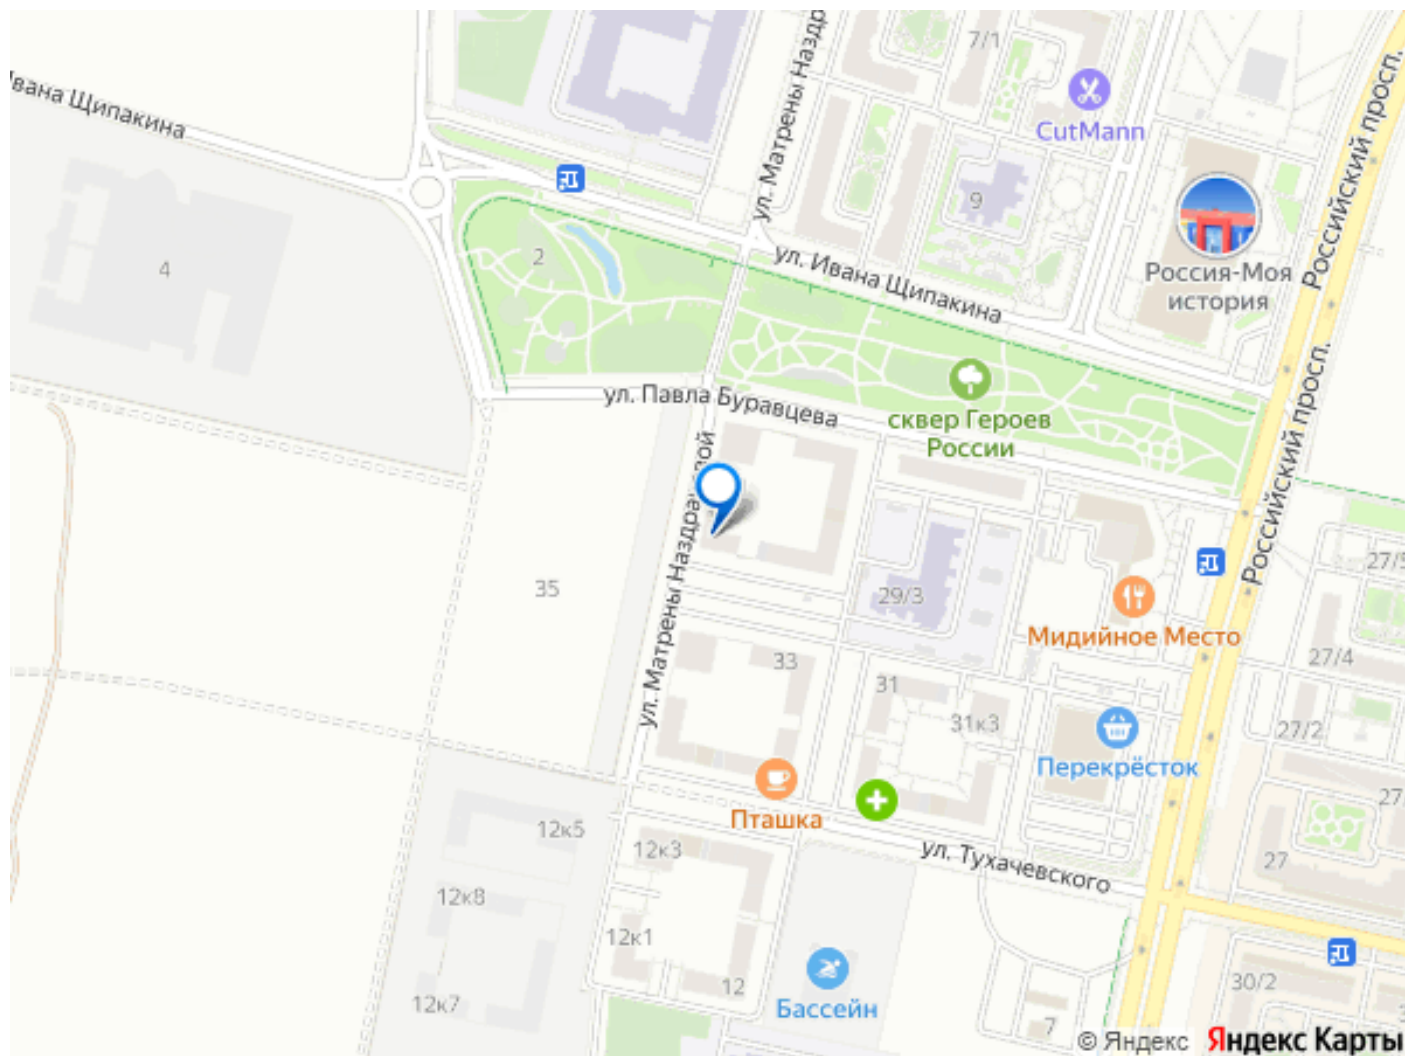 7/1
CutMann
вана Щипакина
ул. Матрены Наздр
Российский просп.
9
2
4
ул. Ивана Щипакина
Россия-Моя
история
ул. Павла Буравцева
сквер Героев
России
Российский просп.
ул. Матрены Наздра
вой
27/5
35
29/3
Мидийное Место
33
31
27/4
31к3
27/2
Перекрёсток
27
Пташка
12к5
12к3
ул. Тухачевского
27
12к8
12к1
12
30/2
12к7
Бассейн
7
© Яндекс Яндекс Карты